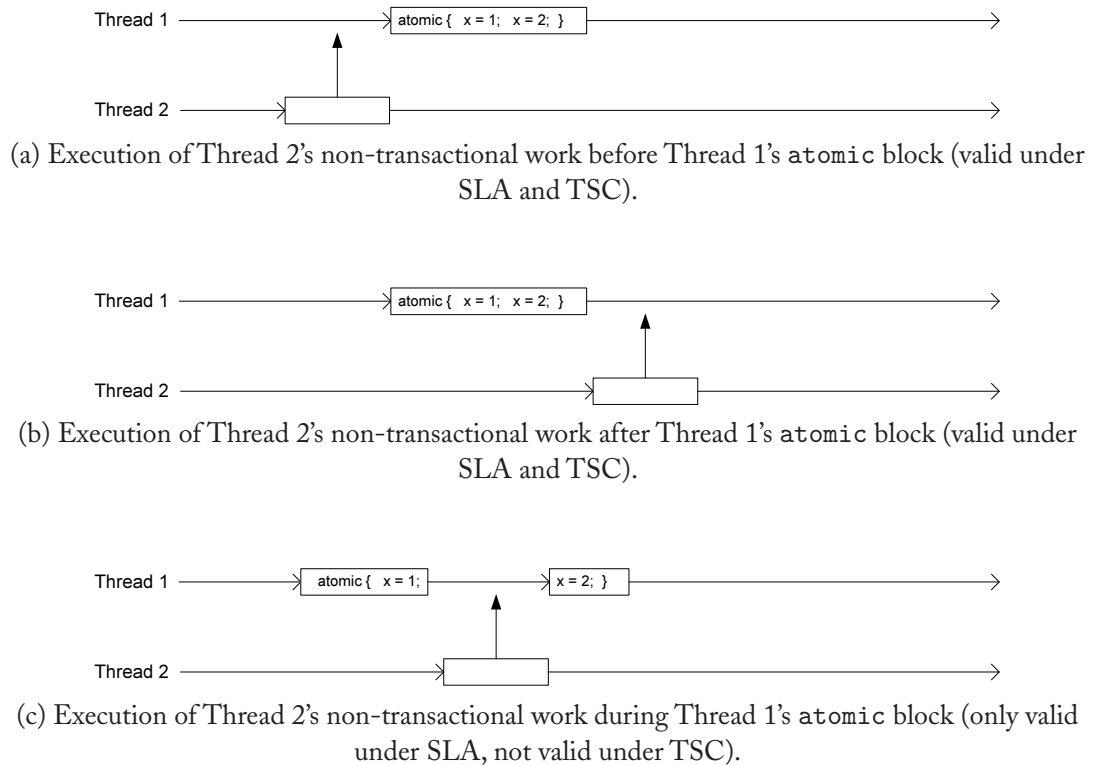 Thread 1 atomic { x = 1; x = 2; }
Thread 2
(a) Execution of Thread 2’s non-transactional work before Thread 1’s atomic block (valid under
SLA and TSC).
Thread 1 atomic { x = 1; x = 2; }
Thread 2
(b) Execution of Thread 2’s non-transactional work after Thread 1’s atomic block (valid under
SLA and TSC).
Thread 1 atomic { x = 1; x = 2; }
Thread 2
(c) Execution of Thread 2’s non-transactional work during Thread 1’s atomic block (only valid
under SLA, not valid under TSC).